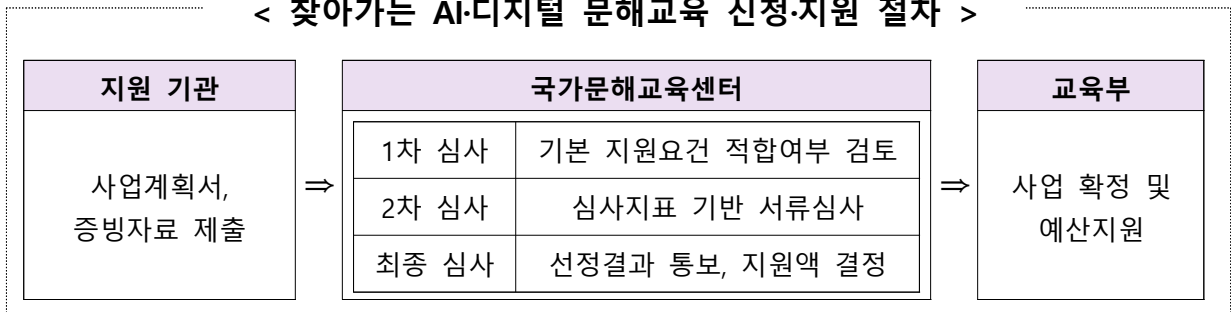 < 찾아가는 AI·디지털 문해교육 신청·지원 절차 >
지원 기관
사업계획서,
증빙자료 제출
⇒
국가문해교육센터
1차 심사 기본 지원요건 적합여부 검토
2차 심사 심사지표 기반 서류심사
최종 심사 선정결과 통보, 지원액 결정
⇒
교육부
사업 확정 및
예산지원